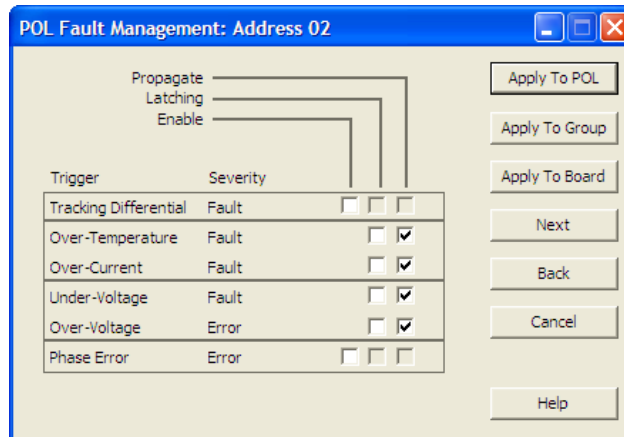 POL Fault Management: Address 02
Propagate
Latching
Enable
Trigger Severity
Tracking Differential Fault
Over-Temperature Fault
Over-Current Fault
Under-Voltage Fault
Over-Voltage Error
Phase Error Error
Apply To POL
Apply To Group
Apply To Board
Next
Back
Cancel
Help